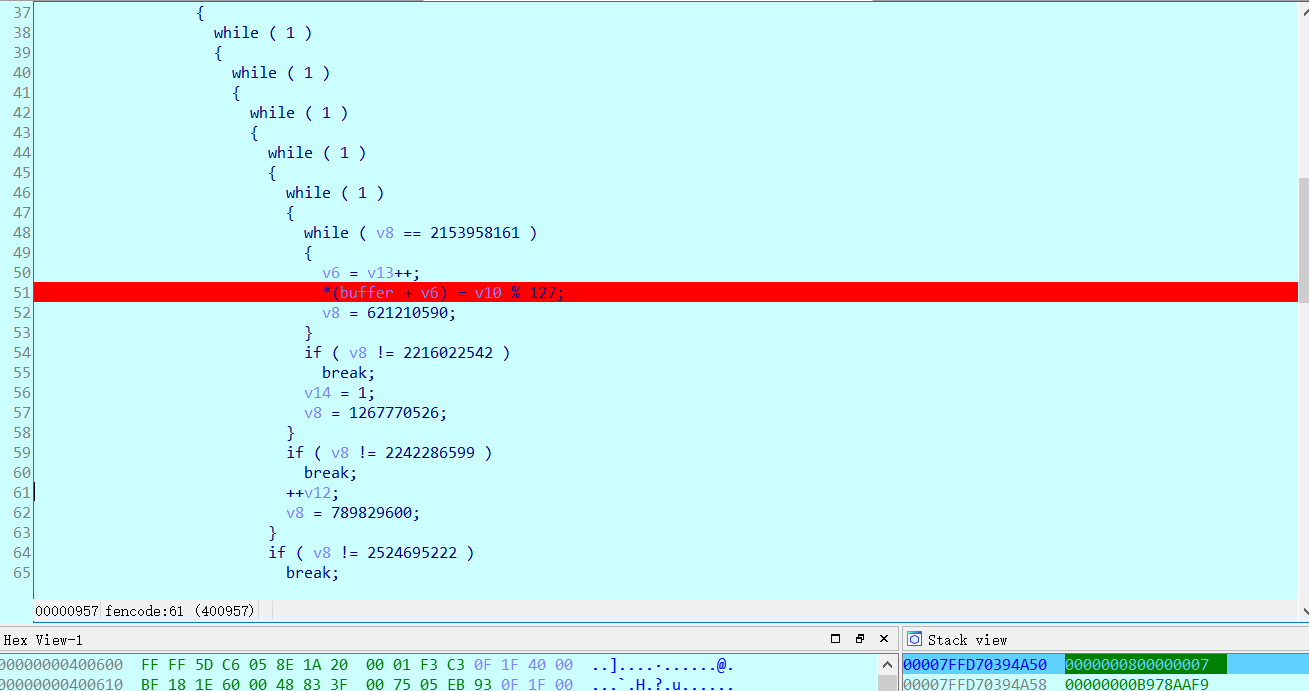 37 {
38 while ( 1 )
39 {
40 while ( 1 )
41 {
42 while ( 1 )
43 {
44 while ( 1 )
45 {
46 while ( 1 )
47 {
48 while ( v8 == 2153958161 )
49 {
50 v6 = v13++;
51 *(buffer + v6) = v10 % 127;
52 v8 = 621210590;
53 }
54 if ( v8 != 2216022542 )
55 break;
56 v14 = 1;
57 v8 = 1267770526;
58 }
59 if ( v8 != 2242286599 )
60 break;
61 ++v12;
62 v8 = 789829600;
63 }
64 if ( v8 != 2524695222 )
65 break;
00000957 fencode:61 (400957)
Hex View-1
Stack view
00000000400600 FF FF 5D C6 05 8E 1A 20 00 01 F3 C3 0F 1F 40 00 ..]....·......@.
00007FFD70394A50 0000000800000007
00000000400610 BF 18 1E 60 00 48 83 3F 00 75 05 EB 93 0F 1F 00 ...`.H.?.u......
00007FFD70394A58 00000000B978AAF9